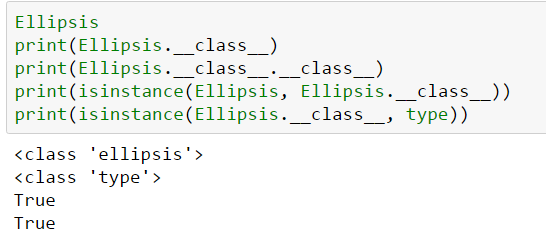 Ellipsis
print(Ellipsis.__class__)
print(Ellipsis.__class__.__class__)
print(isinstance(Ellipsis, Ellipsis.__class__))
print(isinstance(Ellipsis.__class__, type))
<class 'ellipsis'>
<class 'type'>
True
True